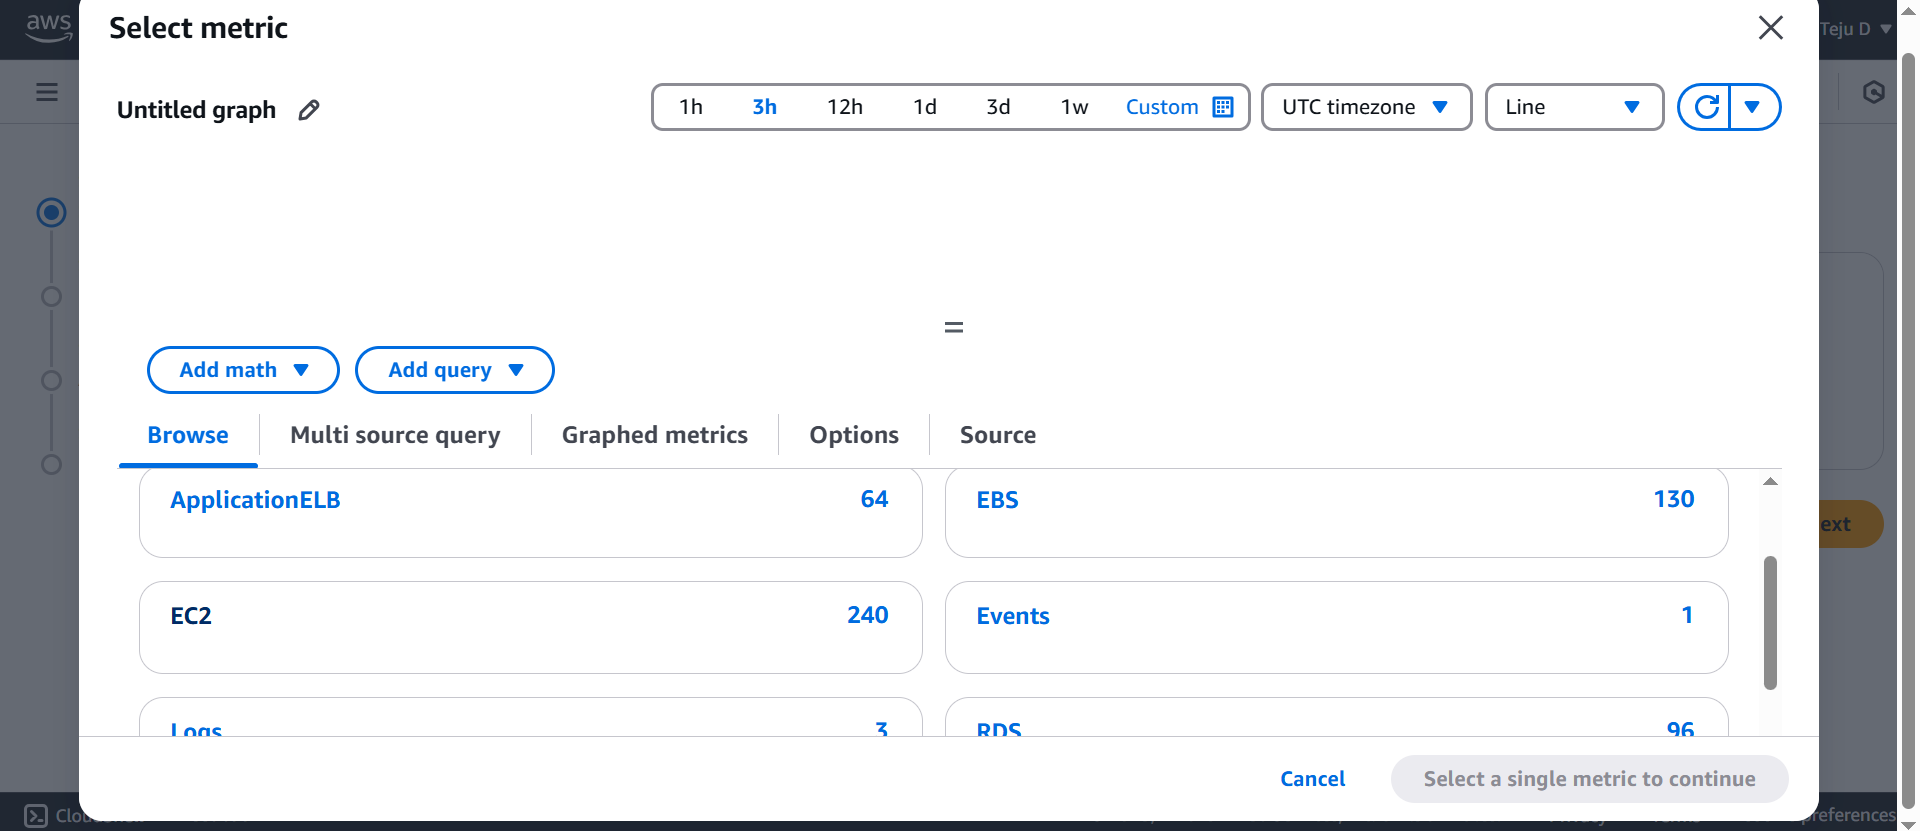 aws
Select metric
Teju D
Untitled graph
1h 3h 12h 1d 3d 1w Custom
UTC timezone
Line
Add math
Add query
Browse
Multi source query
Graphed metrics
Options
Source
ApplicationELB 64
EBS 130
ext
EC2 240
Events 1
Logs 3
RDS 96
Cancel
Select a single metric to continue
preferences